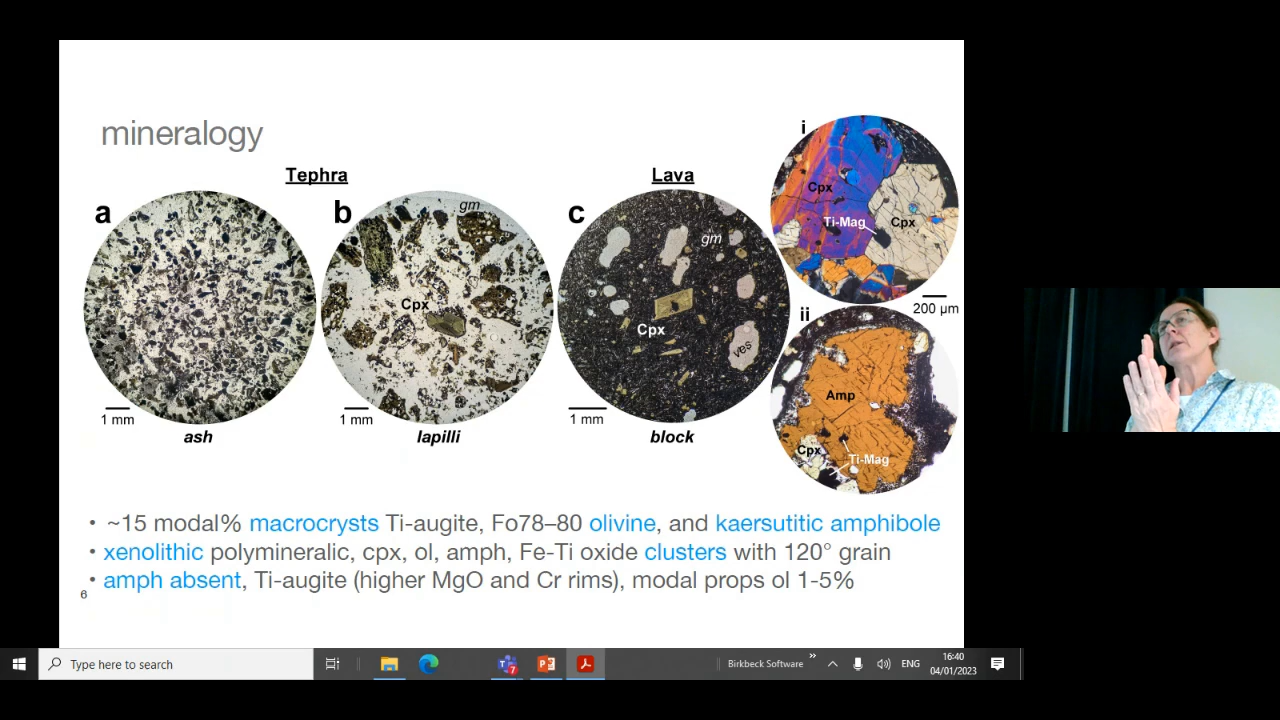 mineralogy
Tephra
Lava
a
b
c
gm
Cpx
gm
Cpx
ves
1 mm
1 mm
1 mm
ash
lapilli
block
i
Cpx
Ti-Mag
Cpx
200 µm
ii
Amp
Cpx
Ti-Mag
• ~15 modal% macrocrysts Ti-augite, Fo78–80 olivine, and kaersutitic amphibole
• xenolithic polymineralic, cpx, ol, amph, Fe-Ti oxide clusters with 120° grain
• amph absent, Ti-augite (higher MgO and Cr rims), modal props ol 1-5%
6
Type here to search
7
Birkbeck Software
ENG
16:40
04/01/2023